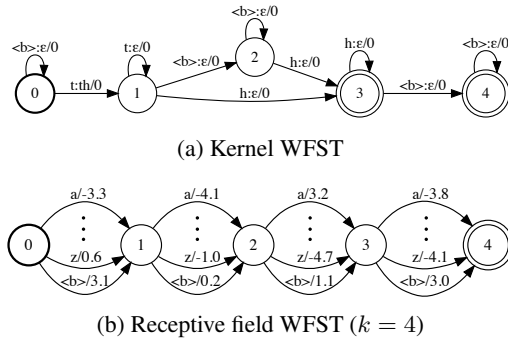 <b>:ε/0 t:ε/0 <b>:ε/0 h:ε/0 <b>:ε/0
0 t:th/0 1 <b>:ε/0 2 h:ε/0 h:ε/0 3 <b>:ε/0 4
(a) Kernel WFST
a/-3.3 a/-4.1 a/3.2 a/-3.8
0 1 2 3 4
z/0.6 z/-1.0 z/-4.7 z/-4.1
<b>/3.1 <b>/0.2 <b>/1.1 <b>/3.0
(b) Receptive field WFST (k = 4)